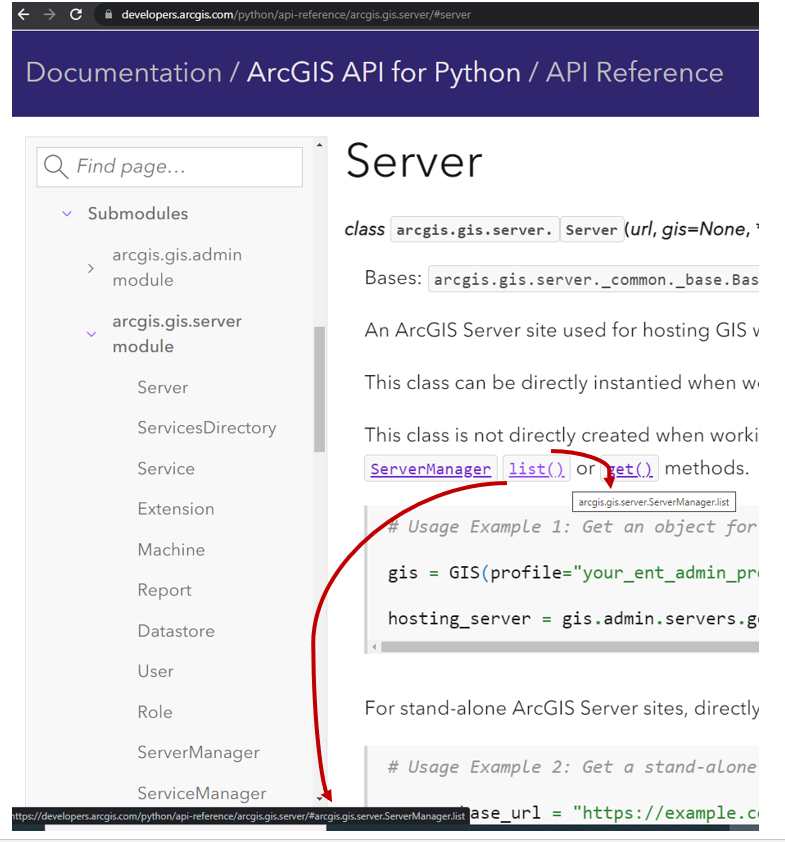 developers.arcgis.com/python/api-reference/arcgis.gis.server/#server
Documentation / ArcGIS API for Python / API Reference
Find page...
Submodules
arcgis.gis.admin
module
arcgis.gis.server
module
Server
ServicesDirectory
Service
Extension
Machine
Report
Datastore
User
Role
ServerManager
ServiceManager
Server
class arcgis.gis.server. Server(url, gis=None, *
Bases: arcgis.gis.server._common._base.Bas
An ArcGIS Server site used for hosting GIS w
This class can be directly instantied when w
This class is not directly created when worki
ServerManager list() or get() methods.
arcgis.gis.server.ServerManager.list
# Usage Example 1: Get an object for
gis = GIS(profile="your_ent_admin_pro
hosting_server = gis.admin.servers.g
For stand-alone ArcGIS Server sites, directly
# Usage Example 2: Get a stand-alone
ase_url = "https://example.c
https://developers.arcgis.com/python/api-reference/arcgis.gis.server/#arcgis.gis.server.ServerManager.list